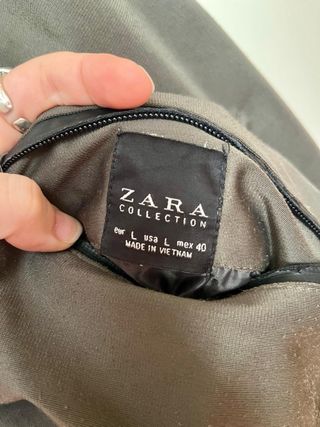 ZARA
COLLECTION
eur L usa L mex 40
MADE IN VIETNAM